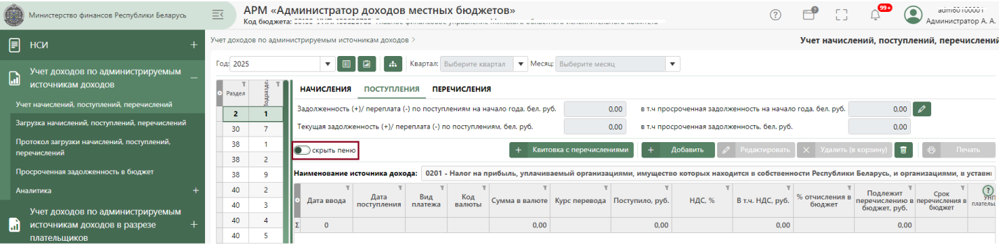 Министерство финансов Республики Беларусь
АРМ «Администратор доходов местных бюджетов»
Код бюджета:
?
?
99+
Администратор А. А.
НСИ
+
Учет доходов по администрируемым
источникам доходов
−
Учет начислений, поступлений, перечислений
Загрузка начислений, поступлений, перечислений
Протокол загрузки начислений, поступлений,
перечислений
Просроченная задолженность в бюджет
Аналитика
+
Учет доходов по администрируемым
источникам доходов в разрезе
плательщиков
+
Учет доходов по администрируемым источникам доходов >
Учет начислений, поступлений, перечислений
Год: 2025
Квартал: Выберите квартал
Месяц: Выберите месяц
Раздел
2 1
30 7
38 1
38 2
38 9
40 2
40 3
40 4
40 5
НАЧИСЛЕНИЯ ПОСТУПЛЕНИЯ ПЕРЕЧИСЛЕНИЯ
Задолженность (+)/ переплата (-) по поступлениям на начало года, бел. руб. 0,00 в т.ч просроченная задолженность на начало года, бел. руб. 0,00
Текущая задолженность (+)/ переплата (-) по поступлениям, бел. руб. 0,00 в т.ч просроченная задолженность, бел. руб. 0,00
скрыть пеню
+ Квитовка с перечислениями
+ Добавить
Редактировать
Удалить (в корзину)
Печать
Наименование источника дохода: 0201 - Налог на прибыль, уплачиваемый организациями, имущество которых находится в собственности Республики Беларусь, и организациями, в уставн
Дата ввода
Дата
поступления
Вид
платежа
Код
валюты
Сумма в валюте
Курс перевода
Поступило, руб.
НДС, %
В т.ч. НДС, руб.
% отчисления в
бюджет
Подлежит
перечислению в
бюджет, руб.
Срок
перечисления в
бюджет
?
УНП
плательщ
Σ 0 0,00 0,00 0,00 0,00